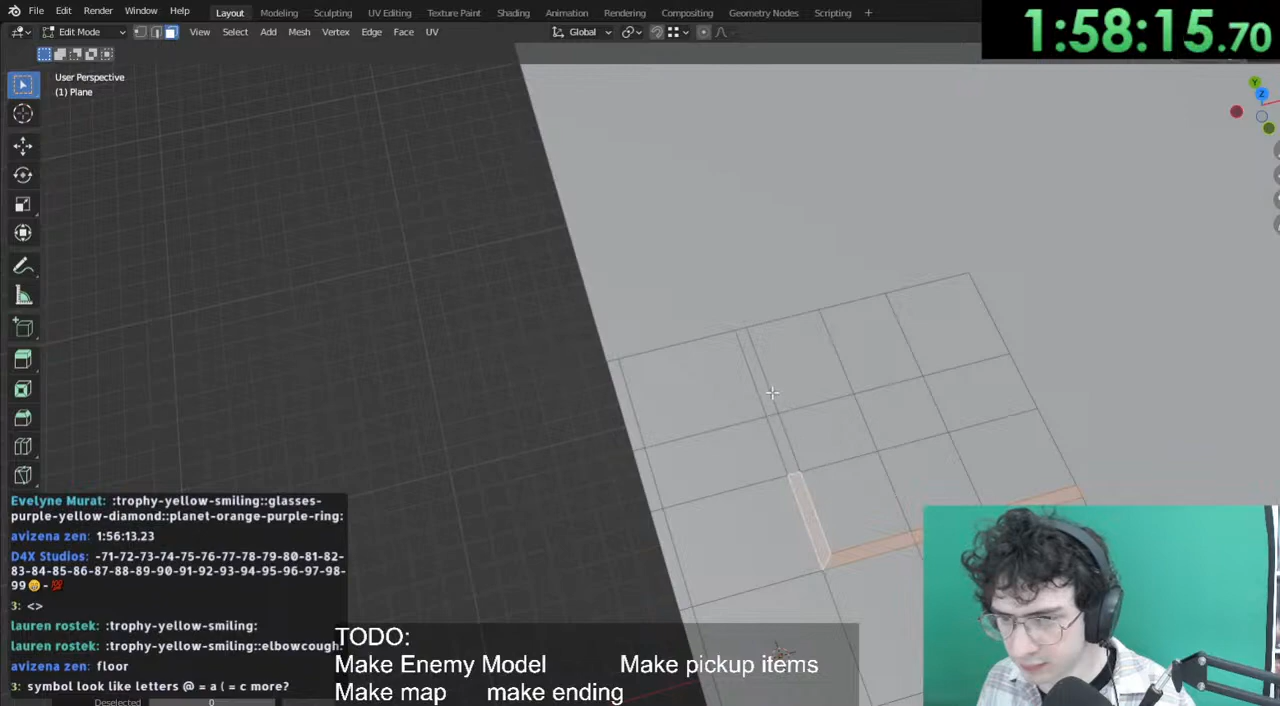 File Edit Render Window Help Layout Modeling Sculpting UV Editing Texture Paint Shading Animation Rendering Compositing Geometry Nodes Scripting +
1:58:15.70
Edit Mode View Select Add Mesh Vertex Edge Face UV Global
User Perspective
(1) Plane
Y
Z
Evelyne Murat: :trophy-yellow-smiling::glasses-
purple-yellow-diamond::planet-orange-purple-ring:
avizena zen: 1:56:13.23
D4X Studios: -71-72-73-74-75-76-77-78-79-80-81-82-
83-84-85-86-87-88-89-90-91-92-93-94-95-96-97-98-
99😁-💯
3: <>
lauren rostek: :trophy-yellow-smiling:
lauren rostek: :trophy-yellow-smiling::elbowcough:
avizena zen: floor
3: symbol look like letters @ = a ( = c more?
TODO:
Make Enemy Model Make pickup items
Make map make ending
Deselected 0